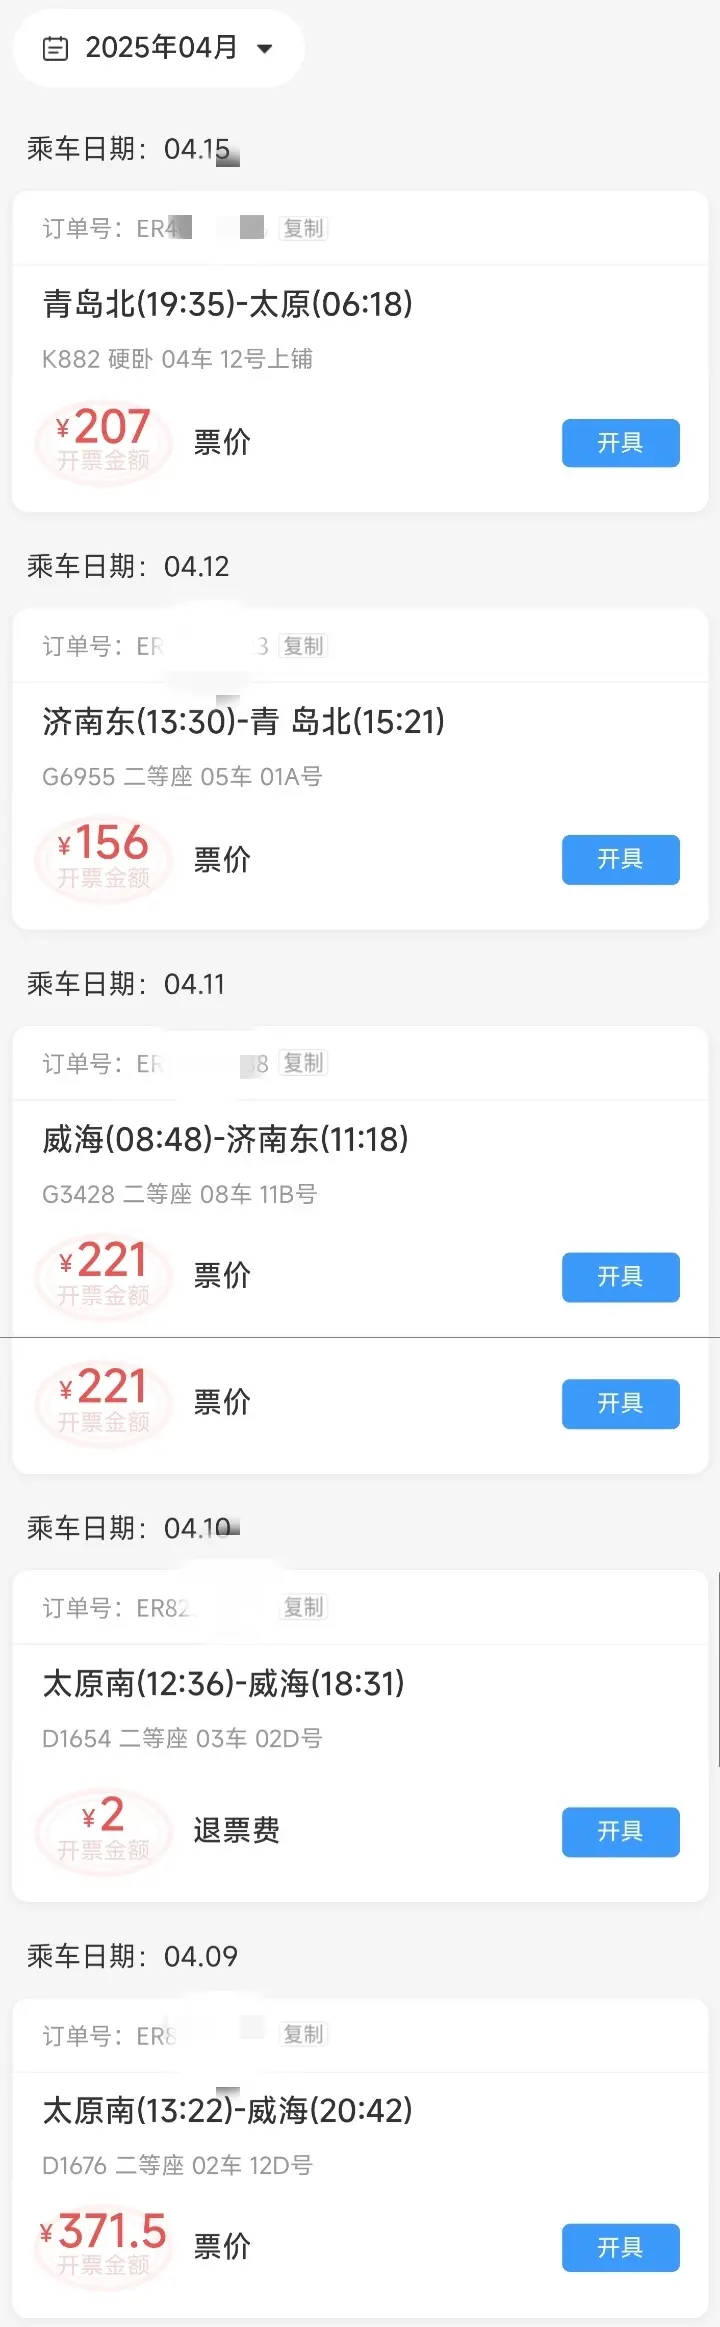 2025年04月
乘车日期：04.15
订单号：ER4 复制
青岛北(19:35)-太原(06:18)
K882 硬卧 04车 12号上铺
¥207 票价 开具
开票金额
乘车日期：04.12
订单号：ER 3 复制
济南东(13:30)-青 岛北(15:21)
G6955 二等座 05车 01A号
¥156 票价 开具
开票金额
乘车日期：04.11
订单号：ER 8 复制
威海(08:48)-济南东(11:18)
G3428 二等座 08车 11B号
¥221 票价 开具
开票金额
¥221 票价 开具
开票金额
乘车日期：04.10
订单号：ER82 复制
太原南(12:36)-威海(18:31)
D1654 二等座 03车 02D号
¥2 退票费 开具
开票金额
乘车日期：04.09
订单号：ER8 复制
太原南(13:22)-威海(20:42)
D1676 二等座 02车 12D号
¥371.5 票价 开具
开票金额